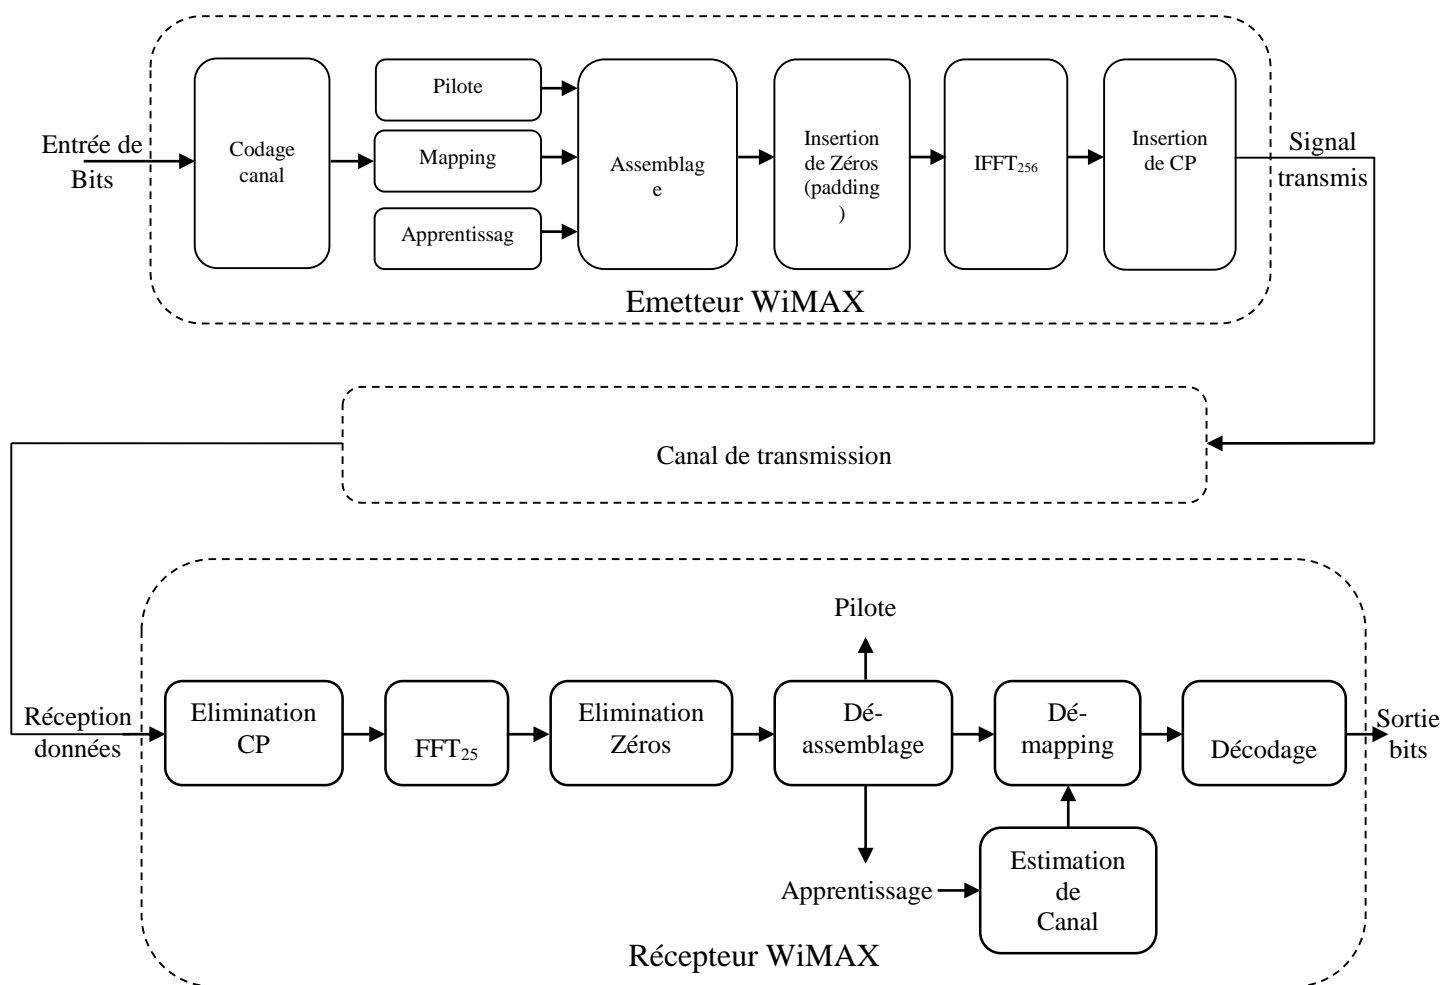 Pilote
Entrée de
Bits
Codage
canal
Mapping
Apprentissag
Assemblag
e
Insertion
de Zéros
(padding
)
IFFT256
Insertion
de CP
Signal
transmis
Emetteur WiMAX
Canal de transmission
Pilote
Réception
données
Elimination
CP
FFT25
Elimination
Zéros
Dé-
assemblage
Dé-
mapping
Décodage
Sortie
bits
Apprentissage
Estimation
de
Canal
Récepteur WiMAX